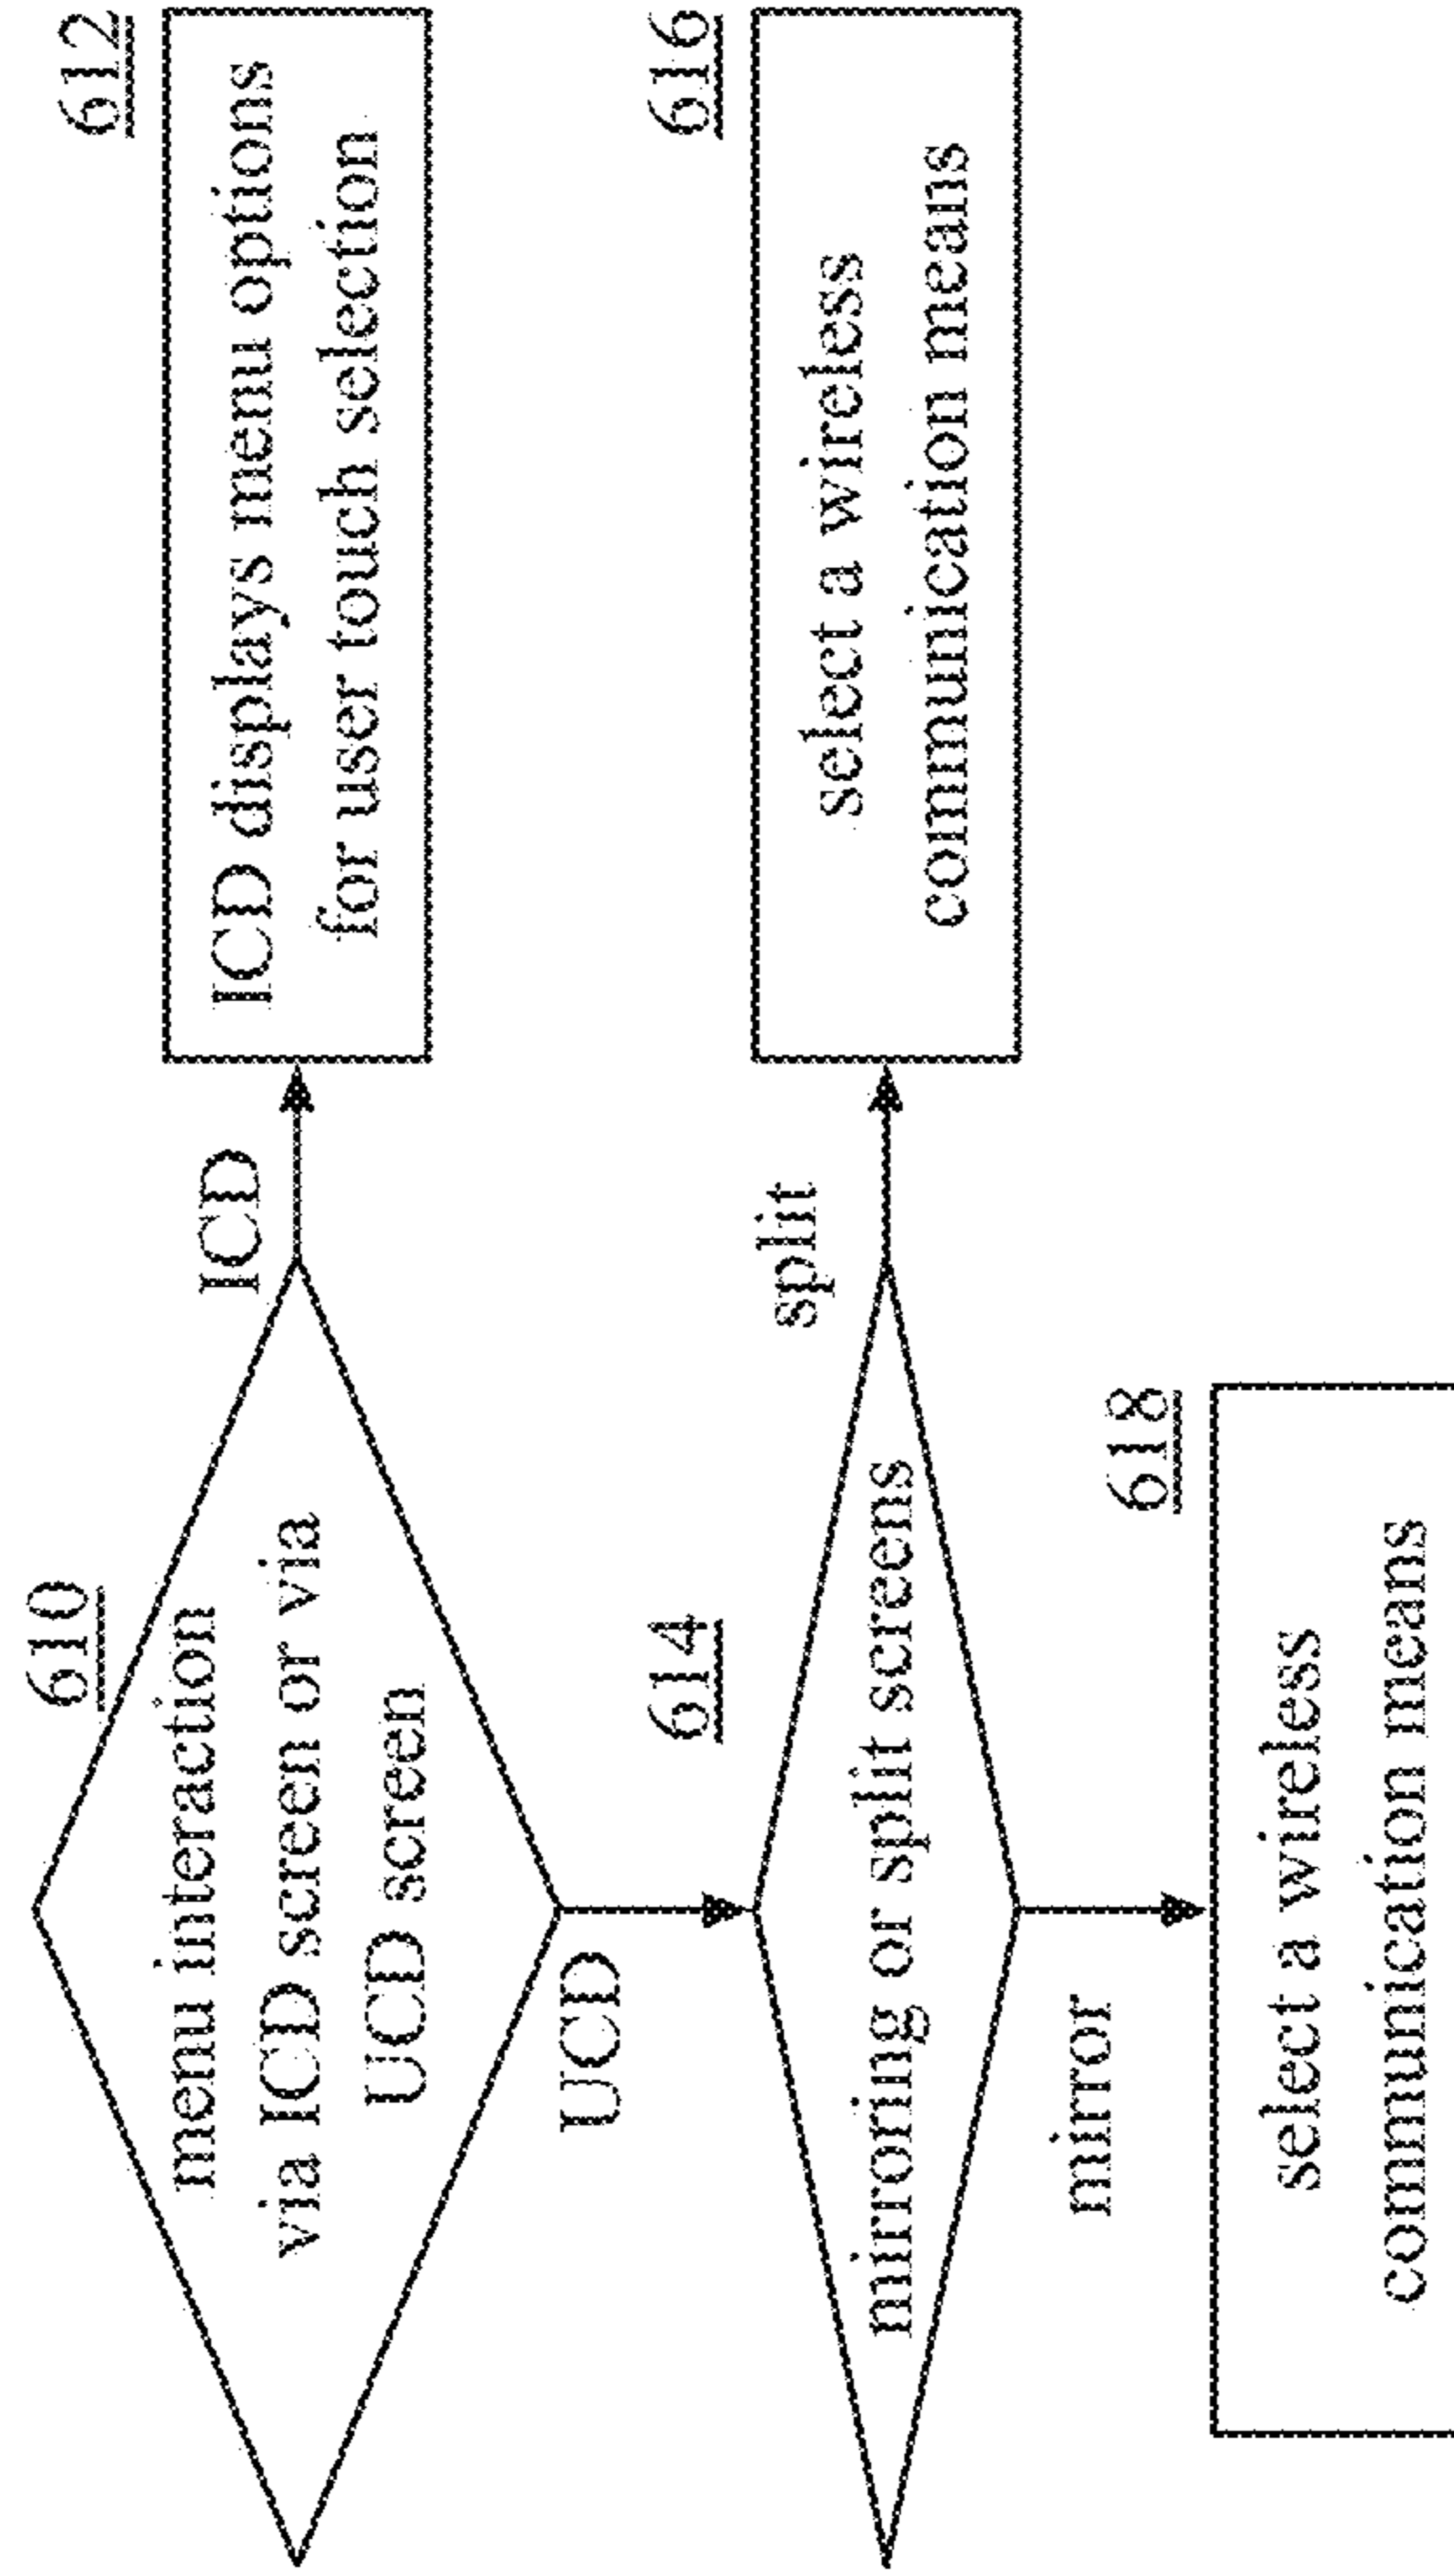 610
menu interaction
via ICD screen or via
UCD screen
ICD
612
ICD displays menu options
for user touch selection
UCD
614
mirroning or split screens
split
616
select a wireless
communication means
mirror
618
select a wireless
communication means